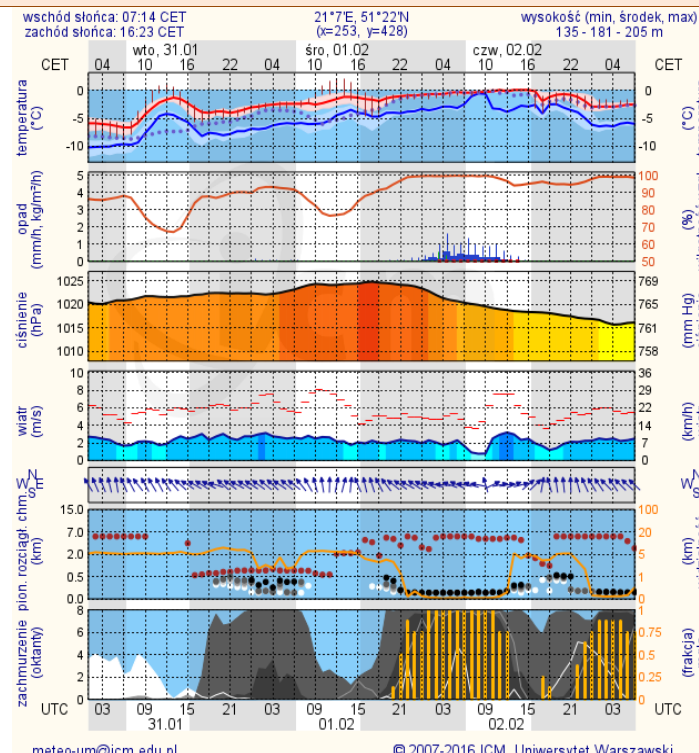 wschód słońca: 07:14 CET
zachód słońca: 16:23 CET
21°7'E, 51°22'N
(x=253, y=428)
wysokość (min, środek, max)
135 - 181 - 205 m
wto, 31.01 śro, 01.02 czw, 02.02
CET 04 10 16 22 04 10 16 22 04 10 16 22 04 CET
temperatura
(°C)
0
-5
-10
0
-5
-10
(°C)
opad
(mm/h, kg/m²/h)
5
4
3
2
1
0
100
90
80
70
60
50
(%)
ciśnienie
(hPa)
1025
1020
1015
1010
769
765
761
758
(mm Hg)
wiatr
(m/s)
10
8
6
4
2
0
36
29
22
14
7
0
(km/h)
N
W E
S
N
W
S
pion. rozciągł. chm.
(km)
15.0
7.0
2.0
0.5
0.0
100
20
5
1
0
(km)
zachmurzenie
(oktanty)
8
6
4
2
0
1
0.75
0.5
0.25
0
(frakcja)
UTC 03 09 15 21 03 09 15 21 03 09 15 21 03 UTC
31.01 01.02 02.02
meteo-um@icm.edu.pl
© 2007-2016 ICM, Uniwersytet Warszawski